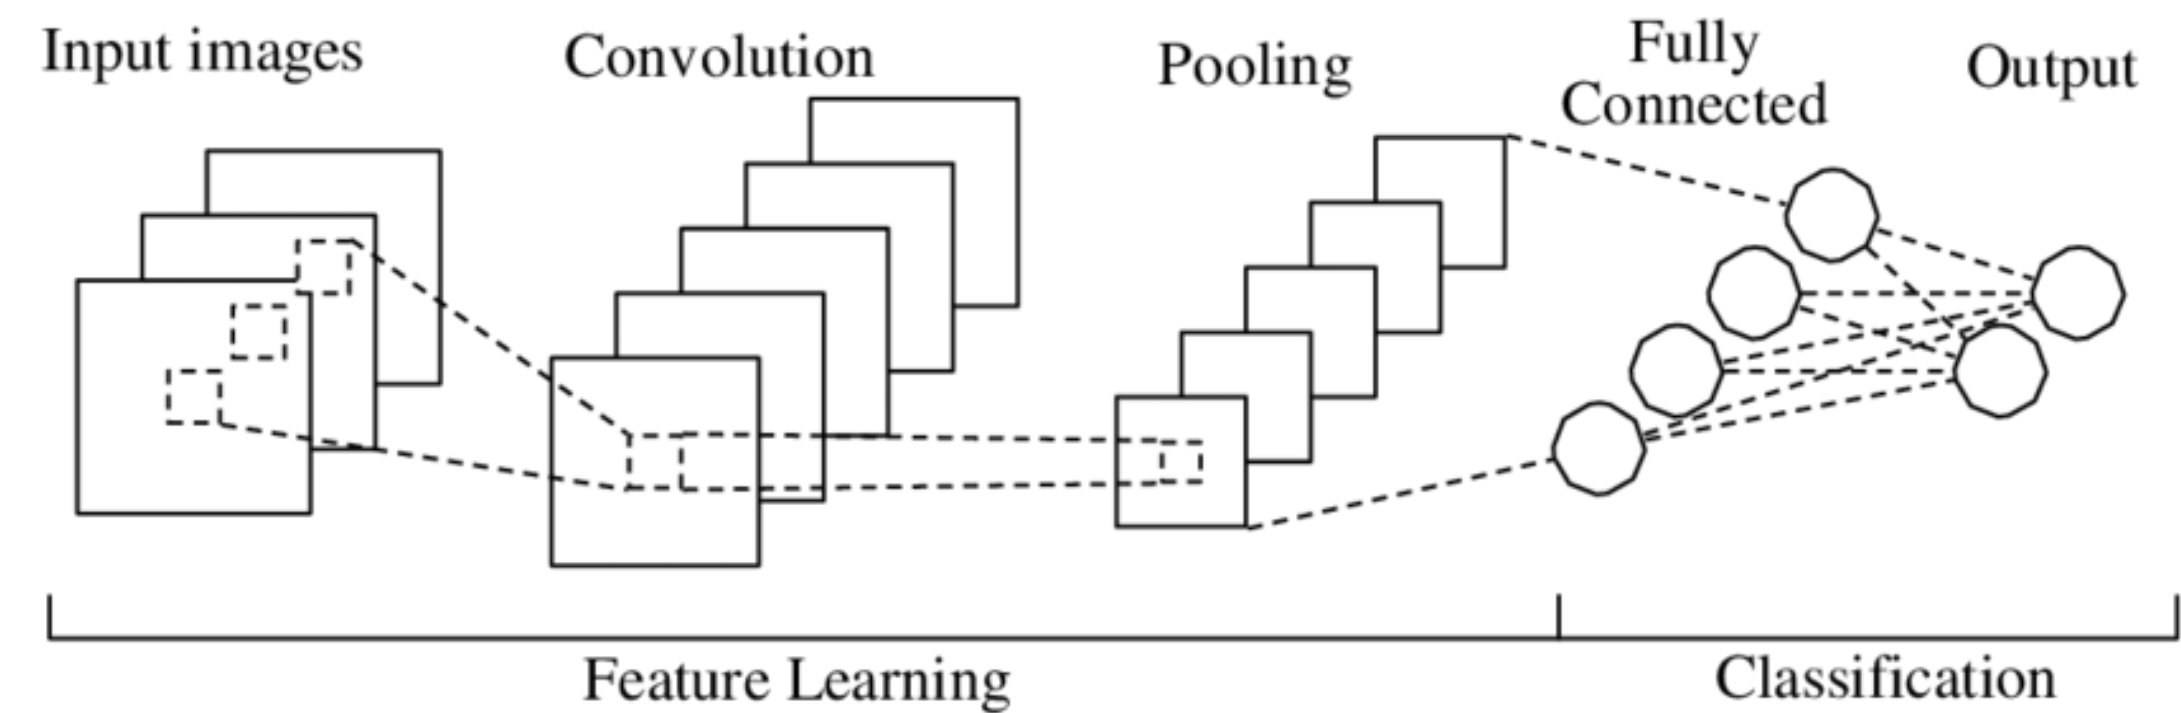 Input images
Convolution
Pooling
Fully
Connected
Output
Feature Learning
Classification